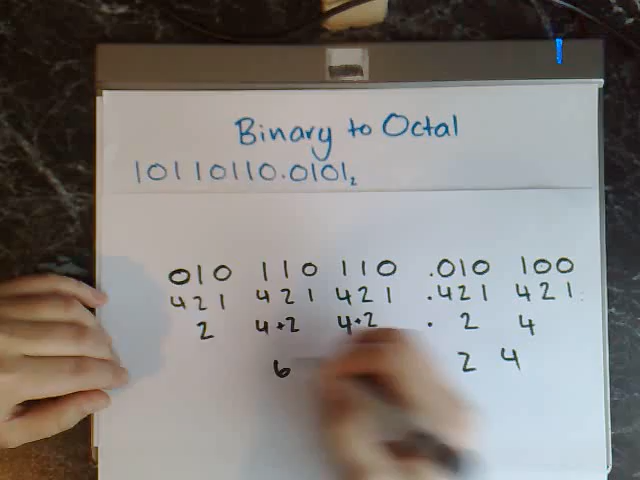 Binary to Octal
10110110.0101₂
010 110 110 .010 100
421 421 421 .421 421
2 4+2 4+2 . 2 4
6 2 4